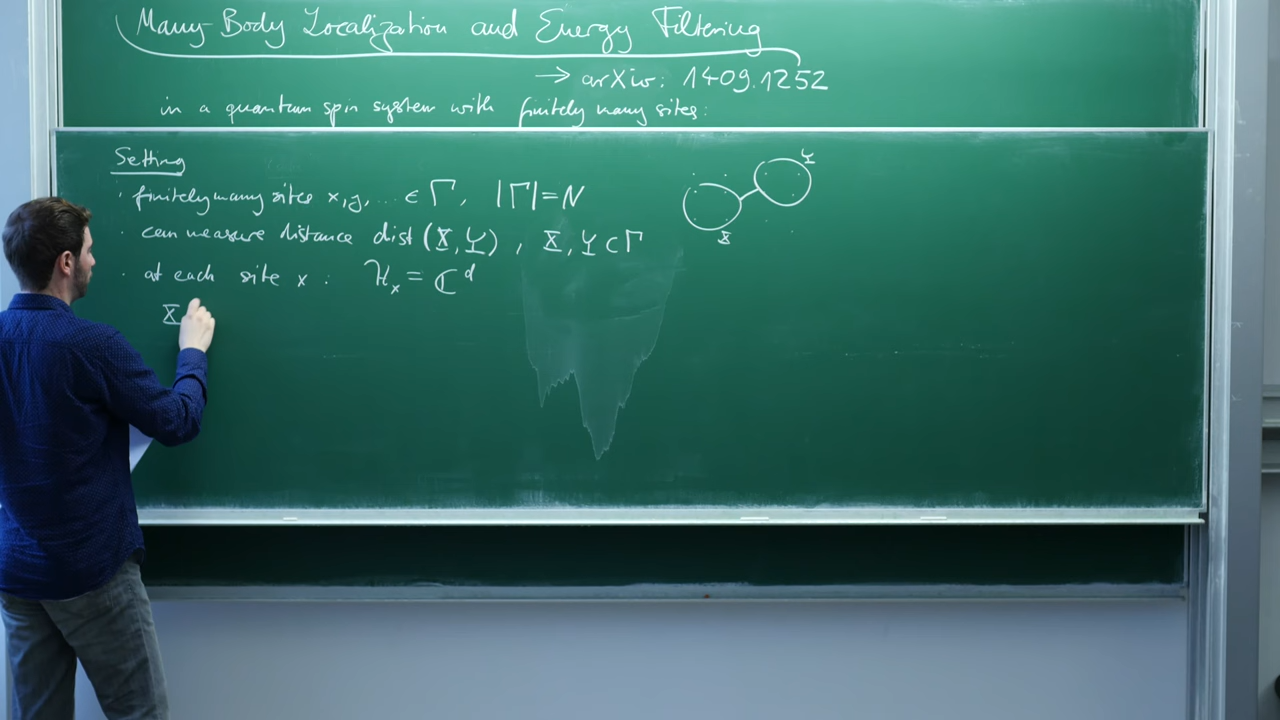 Many-Body Localization and Energy Filtering
→ arXiv: 1409.1252
in a quantum spin system with finitely many sites:
Setting
· finitely many sites x,y,... ∈ Γ, |Γ|=N
· can measure distance dist(X,Y), X,Y⊂Γ
· at each site x: ℋₓ = ℂᵈ
X
Y
X